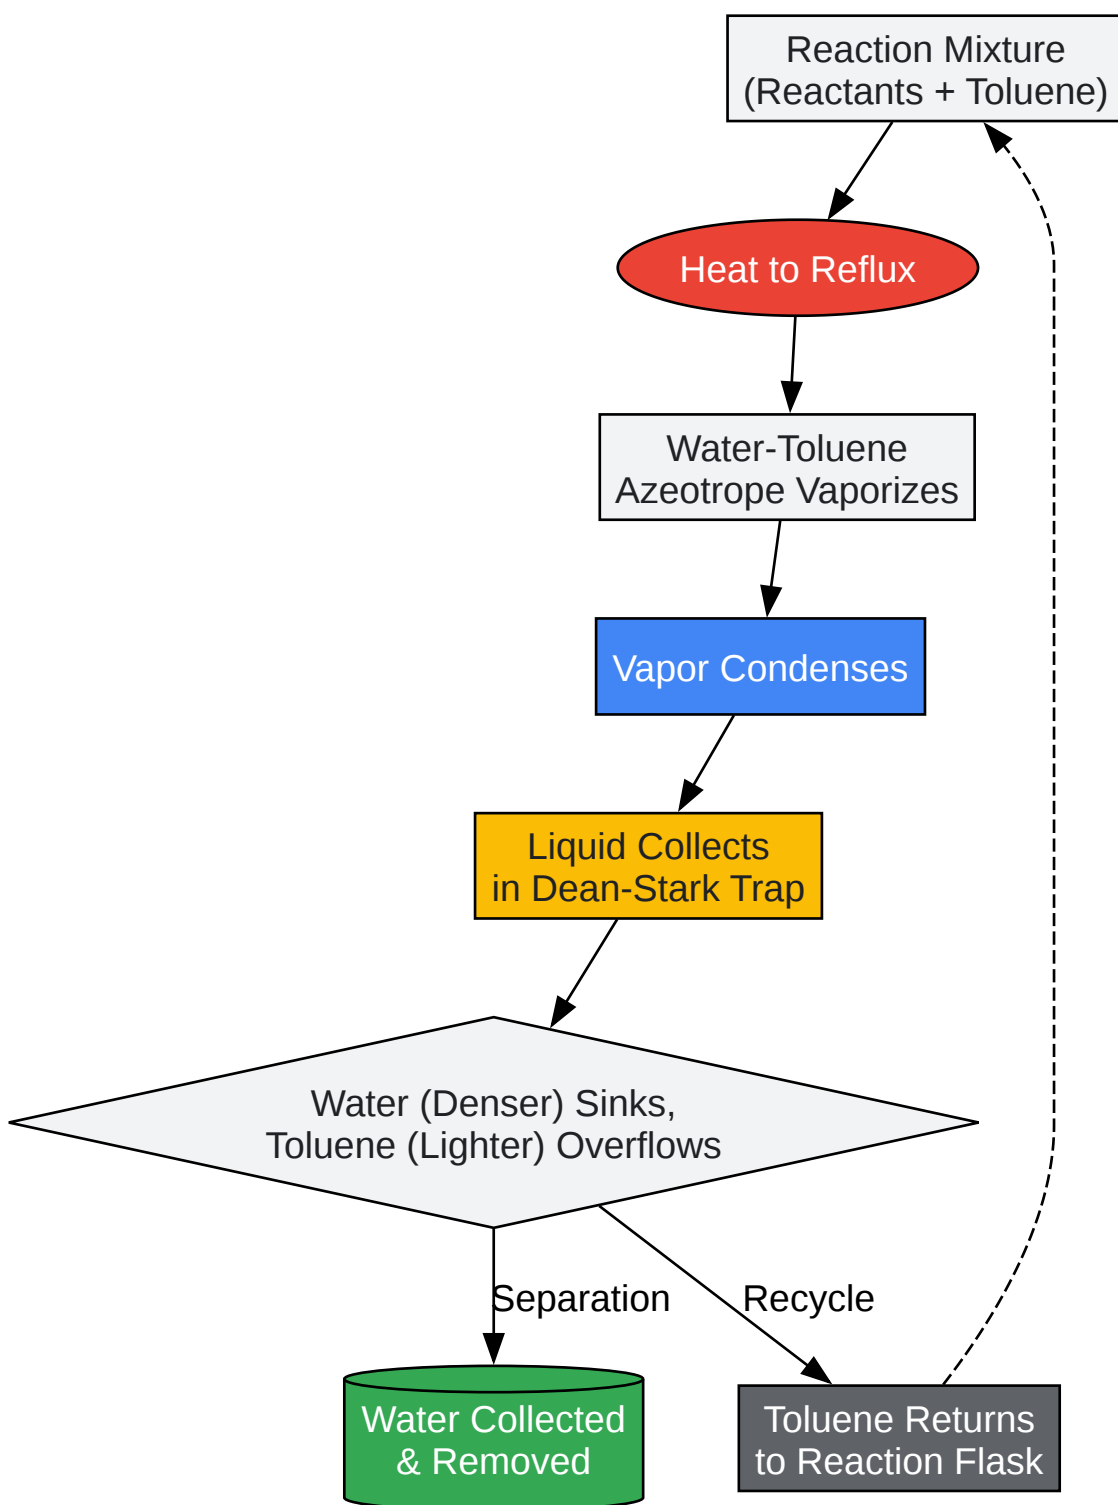 Reaction Mixture
(Reactants + Toluene)
Heat to Reflux
Water-Toluene
Azeotrope Vaporizes
Vapor Condenses
Liquid Collects
in Dean-Stark Trap
Water (Denser) Sinks,
Toluene (Lighter) Overflows
Separation
Recycle
Water Collected
& Removed
Toluene Returns
to Reaction Flask